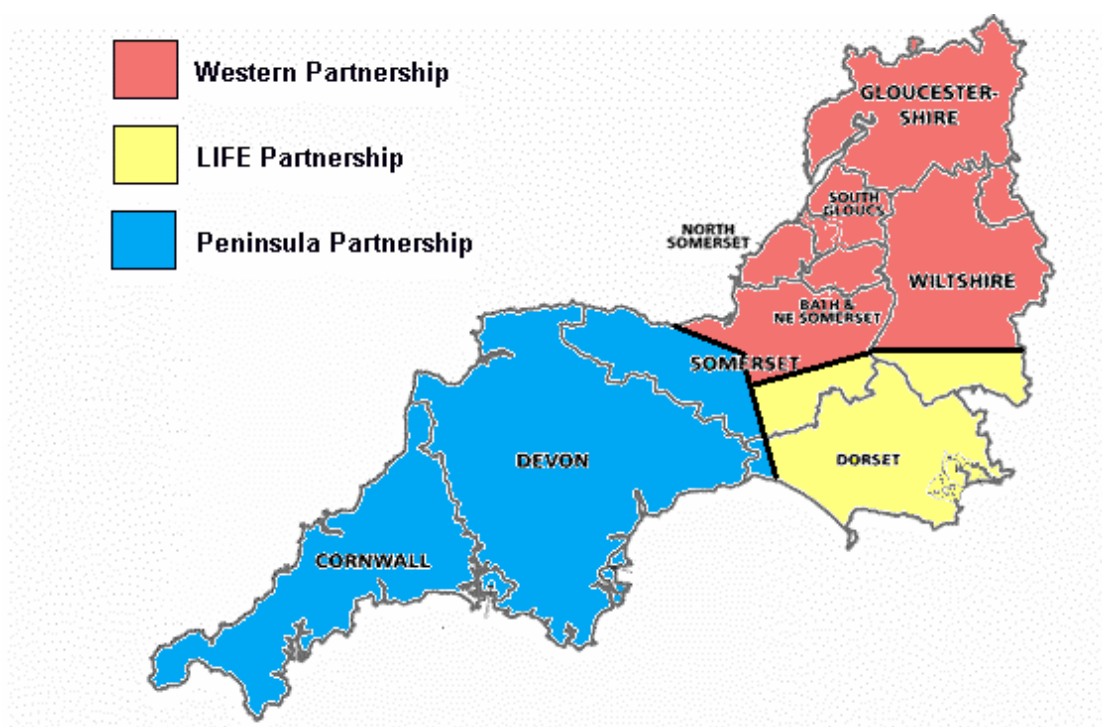 Western Partnership
LIFE Partnership
Peninsula Partnership
GLOUCESTER-
SHIRE
SOUTH
GLOUCS
NORTH
SOMERSET
WILTSHIRE
BATH &
NE SOMERSET
SOMERSET
DORSET
DEVON
CORNWALL